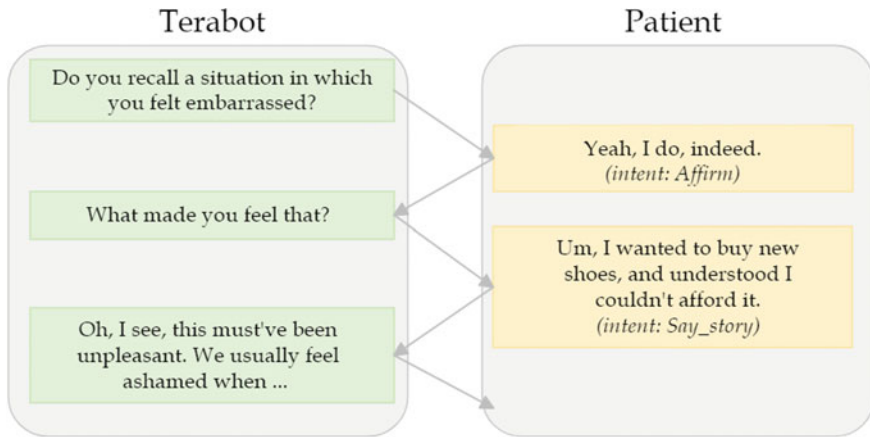 Terabot
Patient
Do you recall a situation in which
you felt embarrassed?
Yeah, I do, indeed.
(intent: Affirm)
What made you feel that?
Um, I wanted to buy new
shoes, and understood I
couldn't afford it.
(intent: Say_story)
Oh, I see, this must've been
unpleasant. We usually feel
ashamed when ...